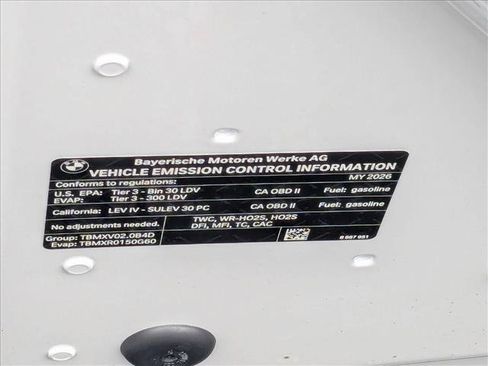 Bayerische Motoren Werke AG
VEHICLE EMISSION CONTROL INFORMATION
Conforms to regulations: MY 2026
U.S. EPA: Tier 3 - Bin 30 LDV CA OBD II Fuel: gasoline
EVAP: Tier 3 - 300 LDV
California: LEV IV - SULEV 30 PC CA OBD II Fuel: gasoline
No adjustments needed. TWC, WR-HO2S, HO2S
DFI, MFI, TC, CAC
Group: TBMXV02.0B4D
Evap: TBMXR0150G60